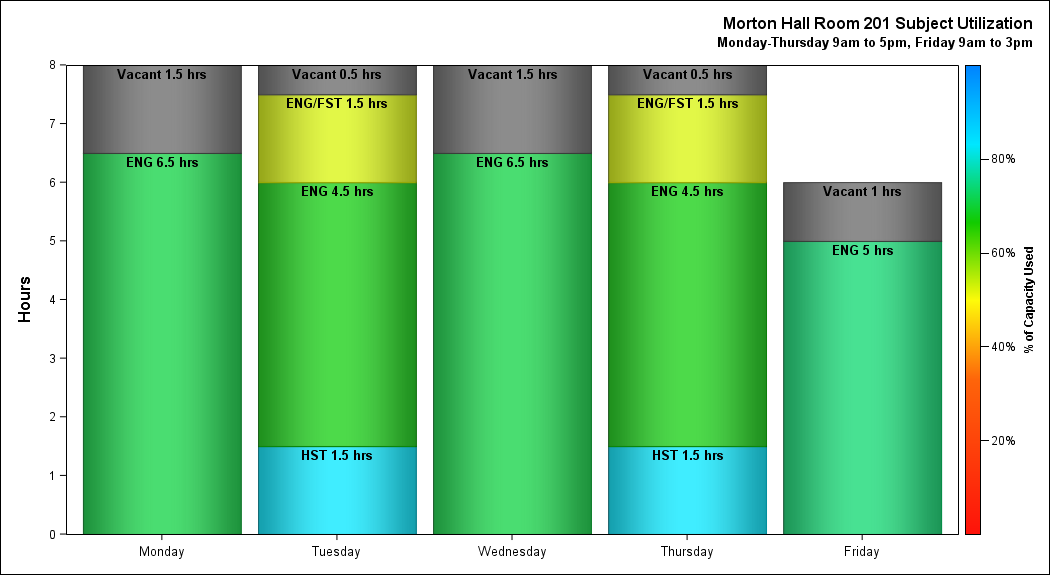 Morton Hall Room 201 Subject Utilization
Monday-Thursday 9am to 5pm, Friday 9am to 3pm
Hours
8
7
6
5
4
3
2
1
0
Vacant 1.5 hrs
ENG 6.5 hrs
Monday
Vacant 0.5 hrs
ENG/FST 1.5 hrs
ENG 4.5 hrs
HST 1.5 hrs
Tuesday
Vacant 1.5 hrs
ENG 6.5 hrs
Wednesday
Vacant 0.5 hrs
ENG/FST 1.5 hrs
ENG 4.5 hrs
HST 1.5 hrs
Thursday
Vacant 1 hrs
ENG 5 hrs
Friday
80%
60%
40%
20%
% of Capacity Used